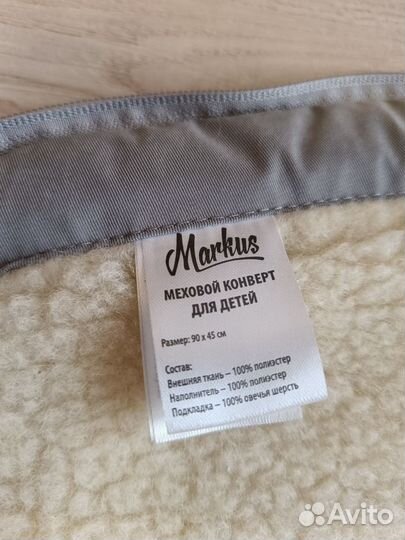 Markus
МЕХОВОЙ КОНВЕРТ
ДЛЯ ДЕТЕЙ
Размер: 90 х 45 см
Состав:
Внешняя ткань – 100% полиэстер
Наполнитель – 100% полиэстер
Подкладка – 100% овечья шерсть
Avito